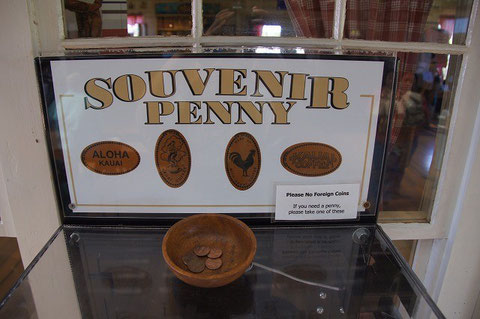 SOUVENIR
PENNY
ALOHA
KAUAI
Please No Foreign Coins
If you need a penny,
please take one of these